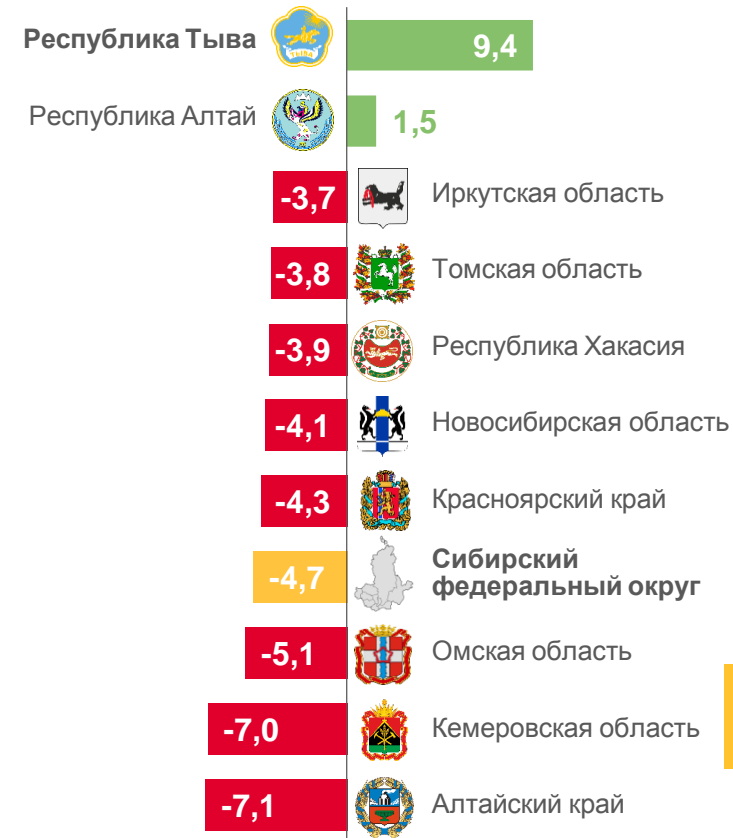 Республика Тыва
ТЫВА
9,4
Республика Алтай
1,5
-3,7
Иркутская область
-3,8
Томская область
-3,9
Республика Хакасия
-4,1
Новосибирская область
-4,3
Красноярский край
-4,7
Сибирский
федеральный округ
-5,1
Омская область
-7,0
Кемеровская область
-7,1
Алтайский край